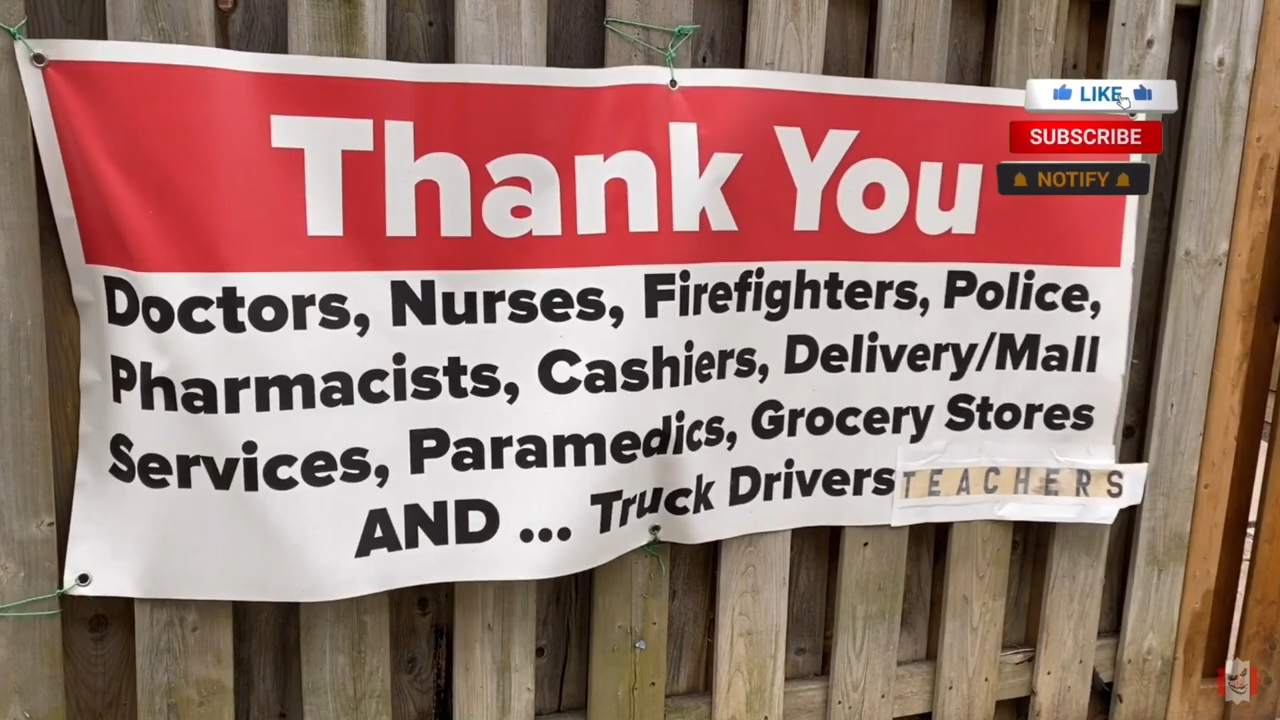 Thank You
LIKE
SUBSCRIBE
NOTIFY
Doctors, Nurses, Firefighters, Police,
Pharmacists, Cashiers, Delivery/Mall
Services, Paramedics, Grocery Stores
AND ... Truck Drivers TEACHERS